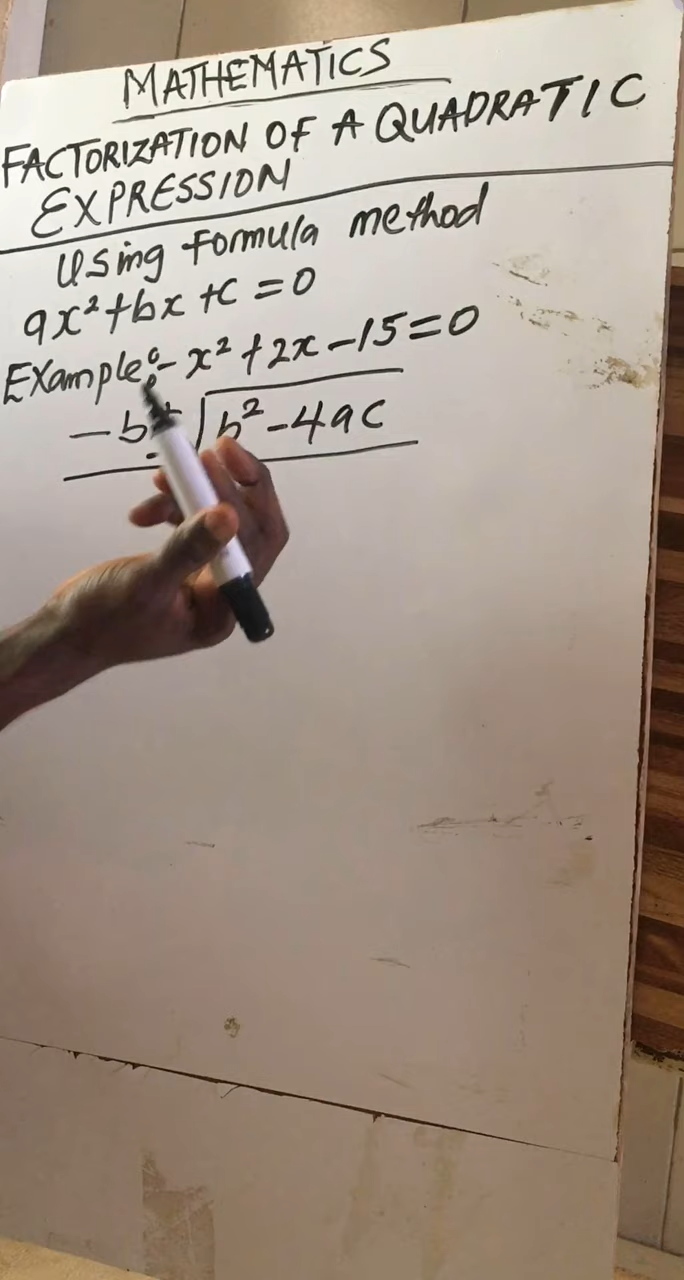 MATHEMATICS
FACTORIZATION OF A QUADRATIC
EXPRESSION
Using formula method
ax²+bx+c=0
Example:- x²+2x-15=0
-b± √b²-4ac